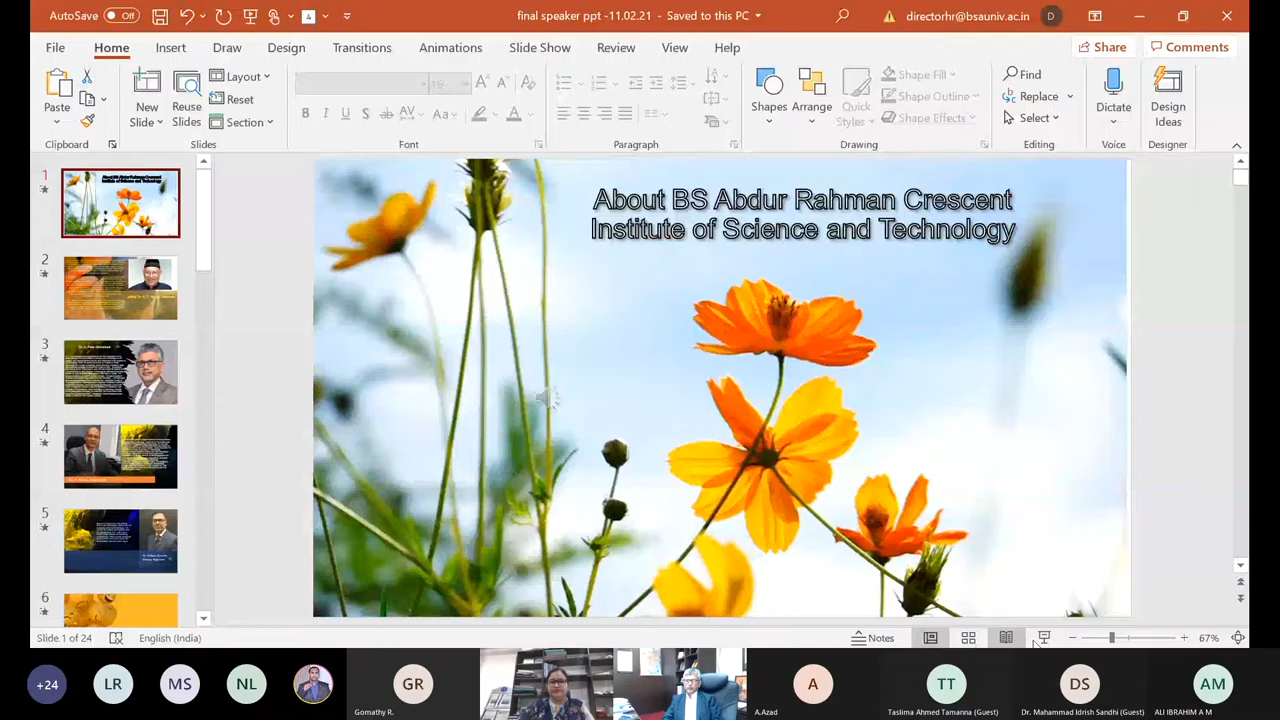 AutoSave Off 4 final speaker ppt -11.02.21 - Saved to this PC directorhr@bsauniv.ac.in D
File Home Insert Draw Design Transitions Animations Slide Show Review View Help Share Comments
Paste New Slide Reuse Slides Layout Reset Section
Shapes Arrange Quick Styles Shape Fill Shape Outline Shape Effects
Find Replace Select Dictate Design Ideas
Clipboard Slides Font Paragraph Drawing Editing Voice Designer
About BS Abdur Rahman Crescent
Institute of Science and Technology
1
2
3
4
5
6
Slide 1 of 24 English (India) Notes 67%
+24 LR MS NL GR A TT DS AM
Gomathy R. A.Azad Taslima Ahmed Tamanna (Guest) Dr. Mahammad Idrish Sandhi (Guest) ALI IBRAHIM A M